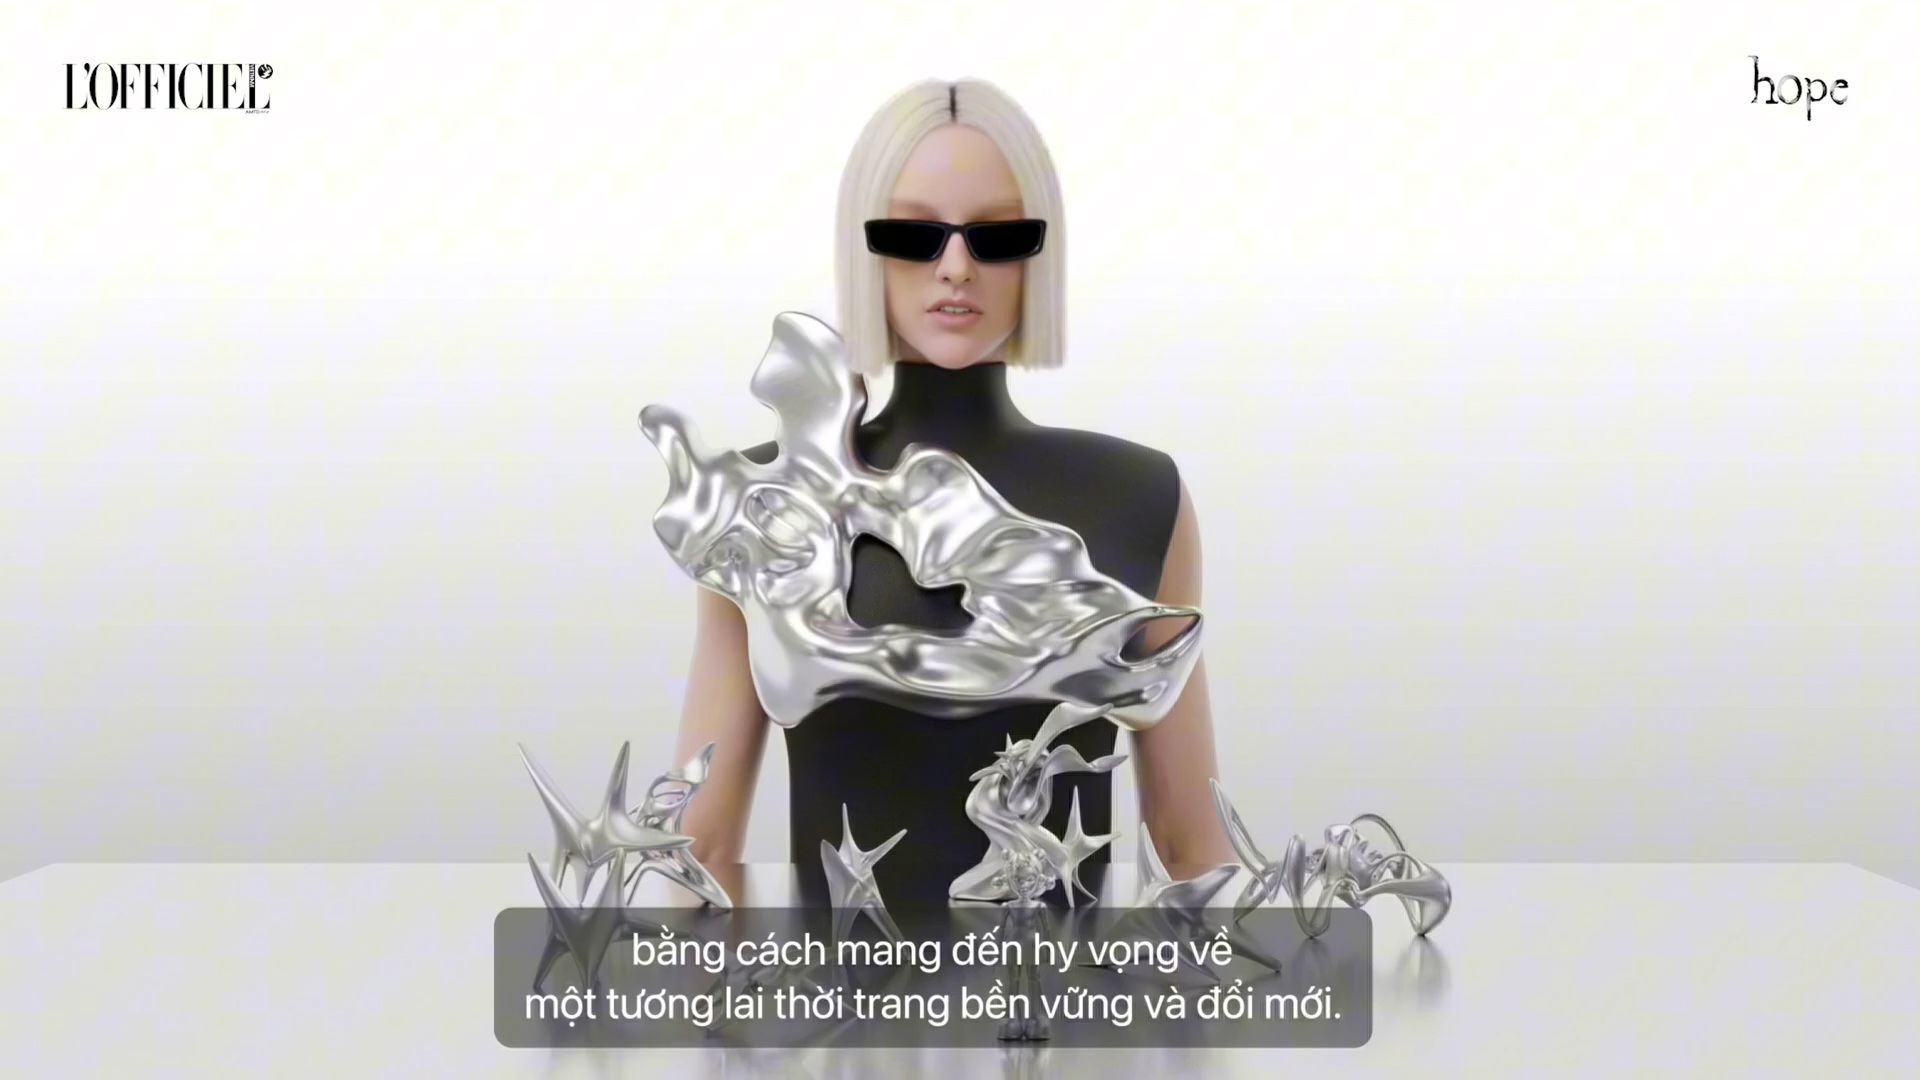 L'OFFICIEL
hope
bằng cách mang đến hy vọng về
một tương lai thời trang bền vững và đổi mới.